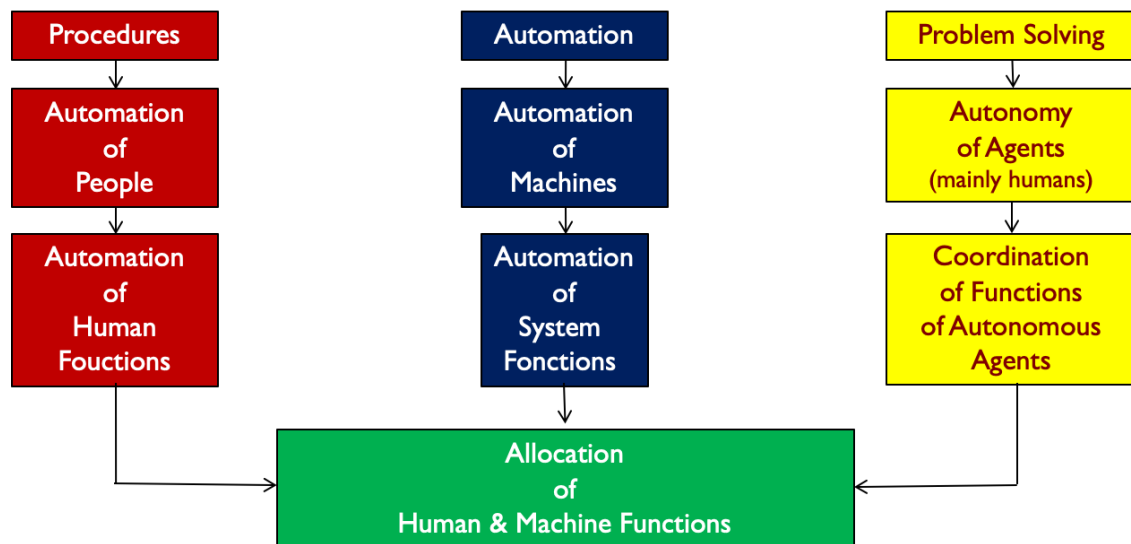 Procedures
Automation
of
People
Automation
of
Human
Fouctions
Automation
Automation
of
Machines
Automation
of
System
Fonctions
Problem Solving
Autonomy
of Agents
(mainly humans)
Coordination
of Functions
of Autonomous
Agents
Allocation
of
Human & Machine Functions